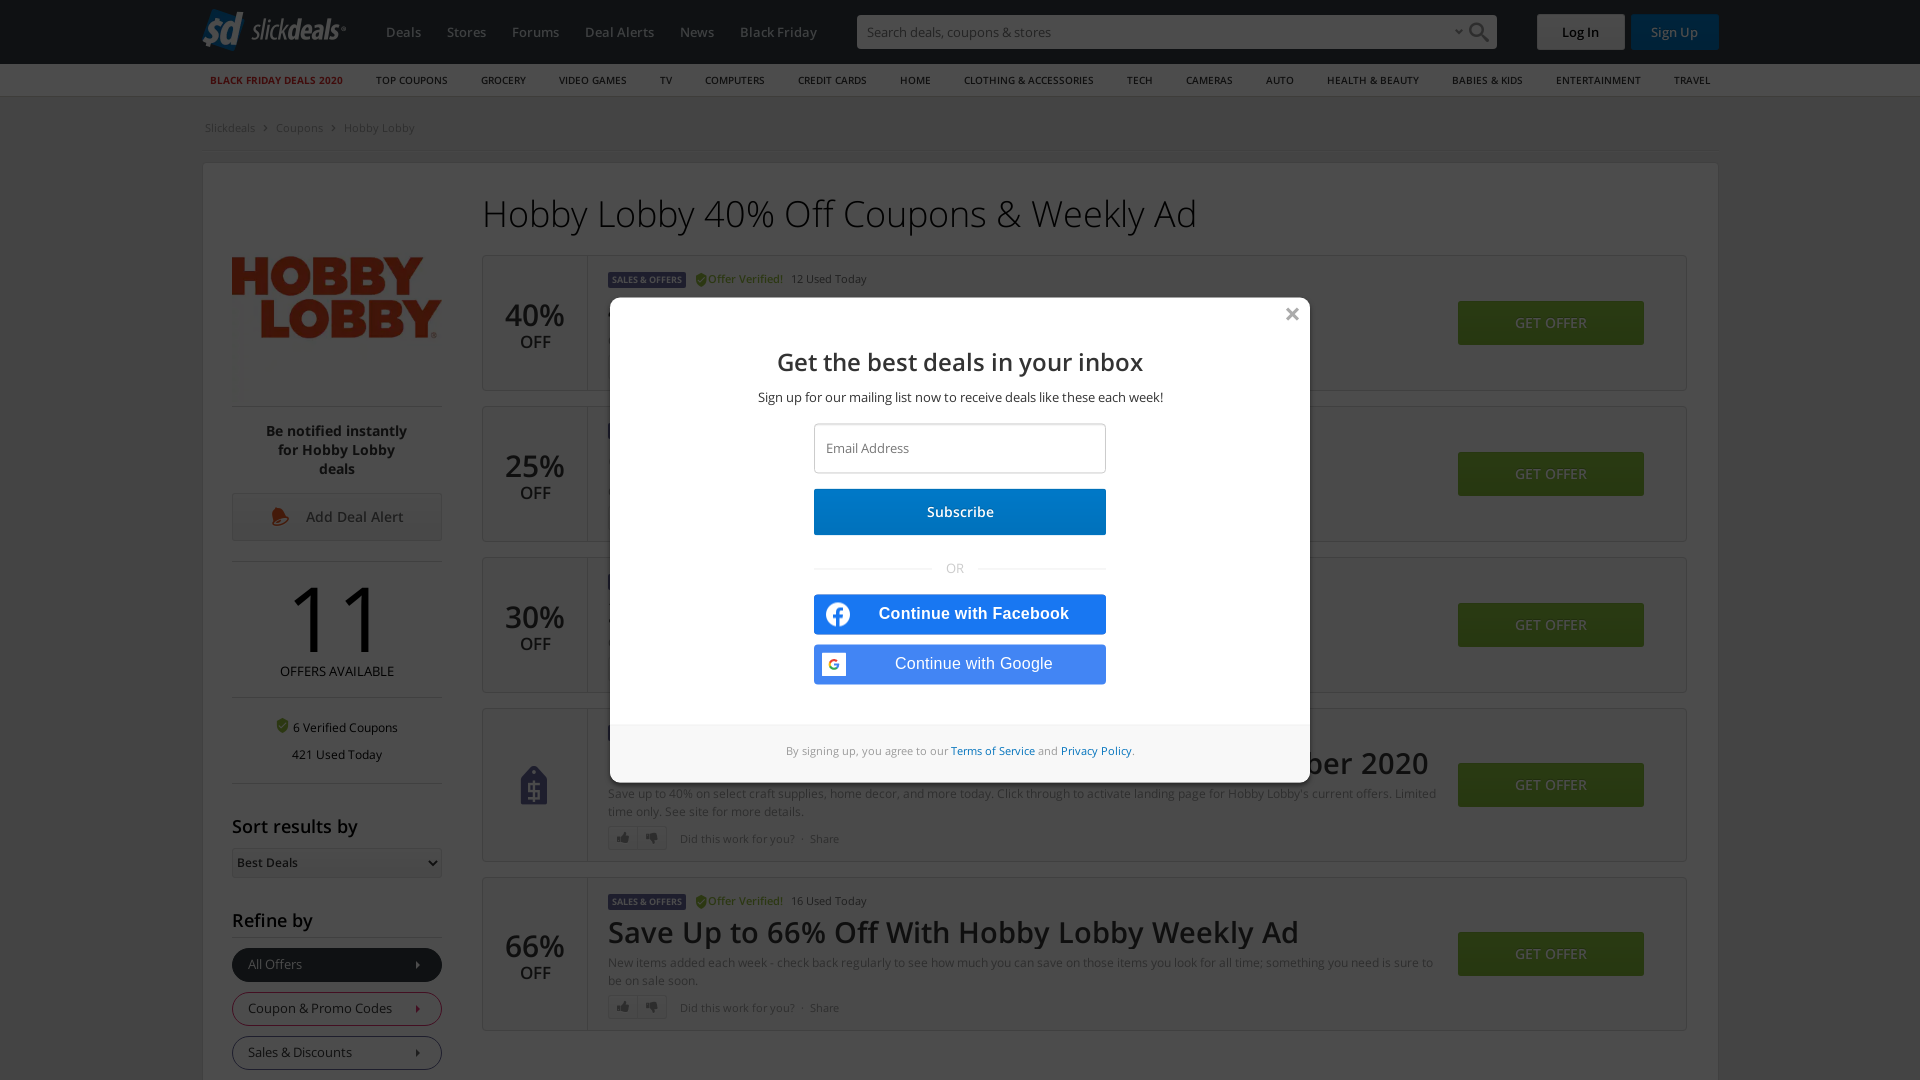 sd slickdeals
Deals
Stores
Forums
Deal Alerts
News
Black Friday
Search deals, coupons & stores
Log In
Sign Up
BLACK FRIDAY DEALS 2020
TOP COUPONS
GROCERY
VIDEO GAMES
TV
COMPUTERS
CREDIT CARDS
HOME
CLOTHING & ACCESSORIES
TECH
CAMERAS
AUTO
HEALTH & BEAUTY
BABIES & KIDS
ENTERTAINMENT
TRAVEL
Slickdeals
Coupons
Hobby Lobby
HOBBY
LOBBY
Be notified instantly
for Hobby Lobby
deals
Add Deal Alert
11
OFFERS AVAILABLE
6 Verified Coupons
421 Used Today
Sort results by
Best Deals
Refine by
All Offers
Coupon & Promo Codes
Sales & Discounts
Hobby Lobby 40% Off Coupons & Weekly Ad
40%
OFF
SALES & OFFERS
Offer Verified!
12 Used Today
GET OFFER
25%
OFF
GET OFFER
30%
OFF
GET OFFER
ber 2020
Save up to 40% on select craft supplies, home decor, and more today. Click through to activate landing page for Hobby Lobby's current offers. Limited
time only. See site for more details.
Did this work for you? · Share
GET OFFER
66%
OFF
SALES & OFFERS
Offer Verified!
16 Used Today
Save Up to 66% Off With Hobby Lobby Weekly Ad
New items added each week - check back regularly to see how much you can save on those items you look for all time; something you need is sure to
be on sale soon.
Did this work for you? · Share
GET OFFER
Get the best deals in your inbox
Sign up for our mailing list now to receive deals like these each week!
Email Address
Subscribe
OR
Continue with Facebook
Continue with Google
By signing up, you agree to our Terms of Service and Privacy Policy.